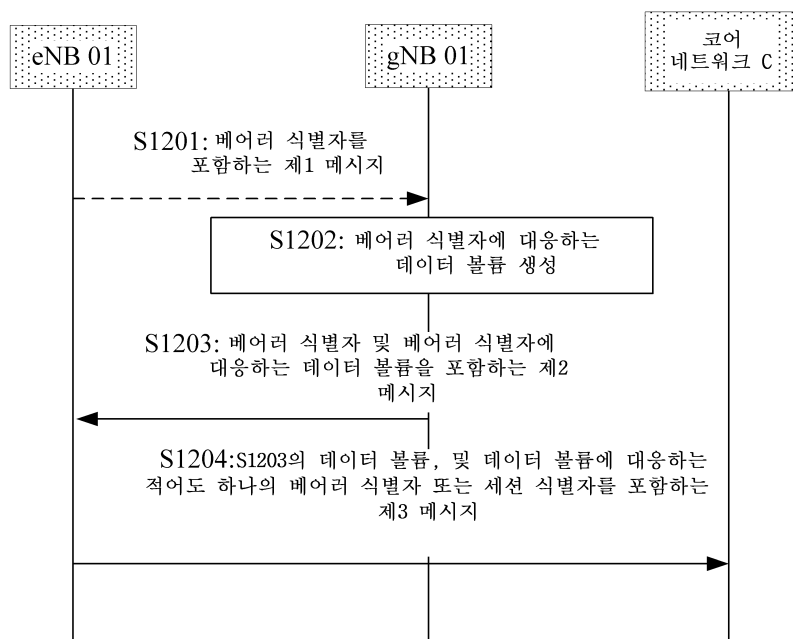 eNB 01
gNB 01
코어
네트워크 C
S1201: 베어러 식별자를
포함하는 제1 메시지
S1202: 베어러 식별자에 대응하는
데이터 볼륨 생성
S1203: 베어러 식별자 및 베어러 식별자에
대응하는 데이터 볼륨을 포함하는 제2
메시지
S1204:S1203의 데이터 볼륨, 및 데이터 볼륨에 대응하는
적어도 하나의 베어러 식별자 또는 세션 식별자를 포함하는
제3 메시지